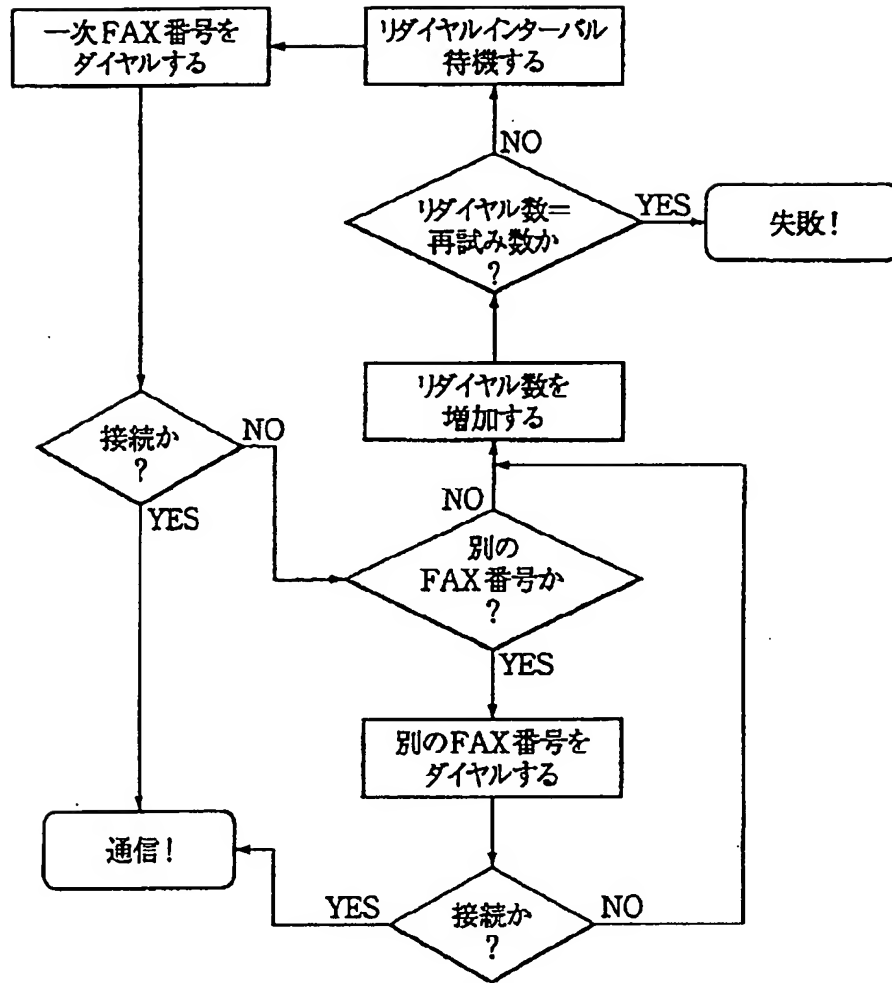 一次FAX番号を
ダイヤルする
リダイヤルインターバル
待機する
NO
リダイヤル数=
再試み数か
?
YES
失敗!
リダイヤル数を
増加する
接続か
?
NO
YES
NO
別の
FAX番号か
?
YES
別のFAX番号を
ダイヤルする
通信!
YES
接続か
?
NO